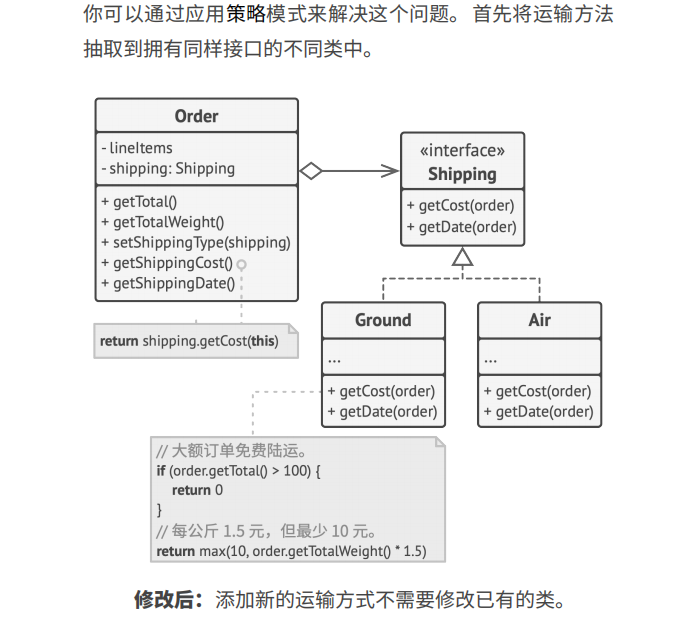 你可以通过应用策略模式来解决这个问题。首先将运输方法
抽取到拥有同样接口的不同类中。
Order
- lineItems
- shipping: Shipping
+ getTotal()
+ getTotalWeight()
+ setShippingType(shipping)
+ getShippingCost()
+ getShippingDate()
return shipping.getCost(this)
«interface»
Shipping
+ getCost(order)
+ getDate(order)
Ground
...
+ getCost(order)
+ getDate(order)
Air
...
+ getCost(order)
+ getDate(order)
// 大额订单免费陆运。
if (order.getTotal() > 100) {
return 0
}
// 每公斤 1.5 元，但最少 10 元。
return max(10, order.getTotalWeight() * 1.5)
修改后：添加新的运输方式不需要修改已有的类。